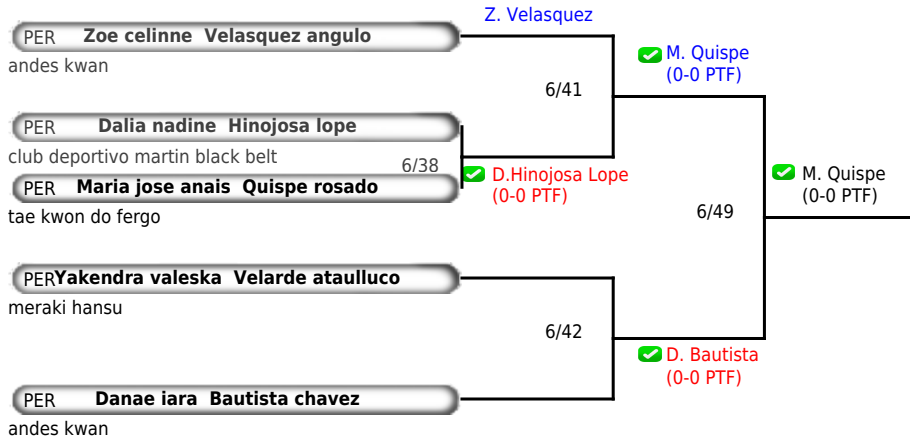 Z. Velasquez
PER Zoe celinne Velasquez angulo
andes kwan
M. Quispe
(0-0 PTF)
6/41
PER Dalia nadine Hinojosa lope
club deportivo martin black belt
6/38
D.Hinojosa Lope
(0-0 PTF)
PER Maria jose anais Quispe rosado
tae kwon do fergo
M. Quispe
(0-0 PTF)
6/49
PERYakendra valeska Velarde ataulluco
meraki hansu
6/42
D. Bautista
(0-0 PTF)
PER Danae iara Bautista chavez
andes kwan